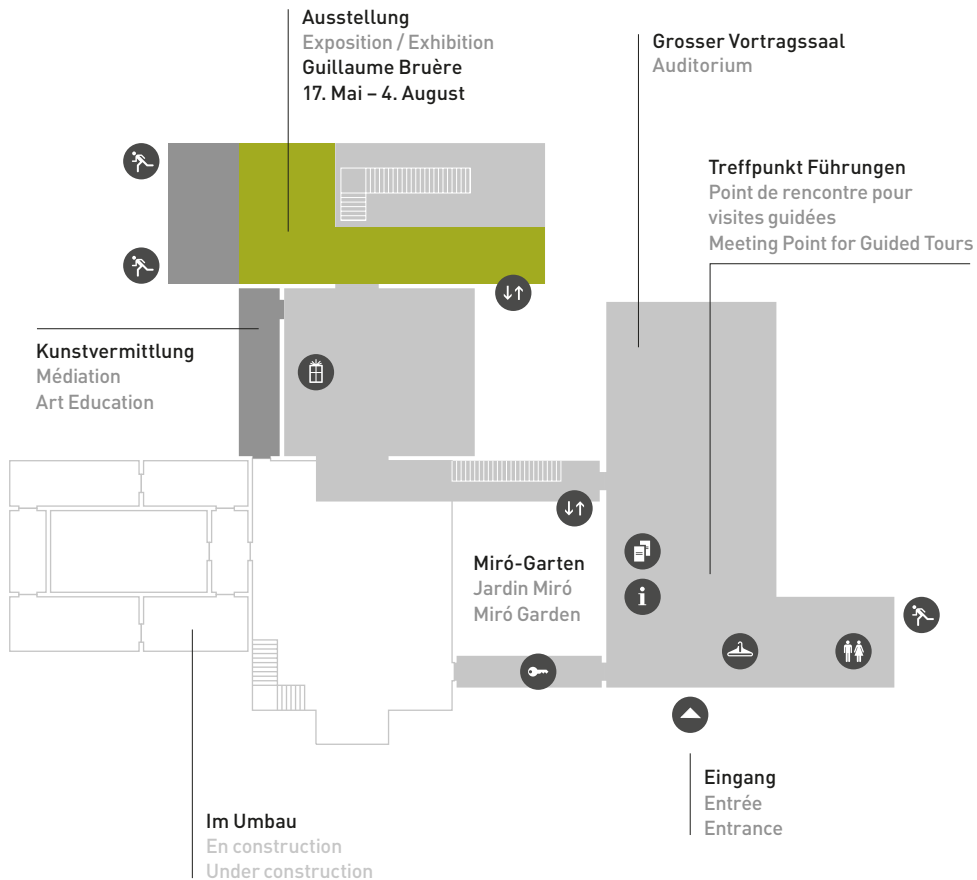 Ausstellung
Exposition / Exhibition
Guillaume Bruère
17. Mai – 4. August
Grosser Vortragssaal
Auditorium
Treffpunkt Führungen
Point de rencontre pour
visites guidées
Meeting Point for Guided Tours
Kunstvermittlung
Médiation
Art Education
Miró-Garten
Jardin Miró
Miró Garden
i
Eingang
Entrée
Entrance
Im Umbau
En construction
Under construction